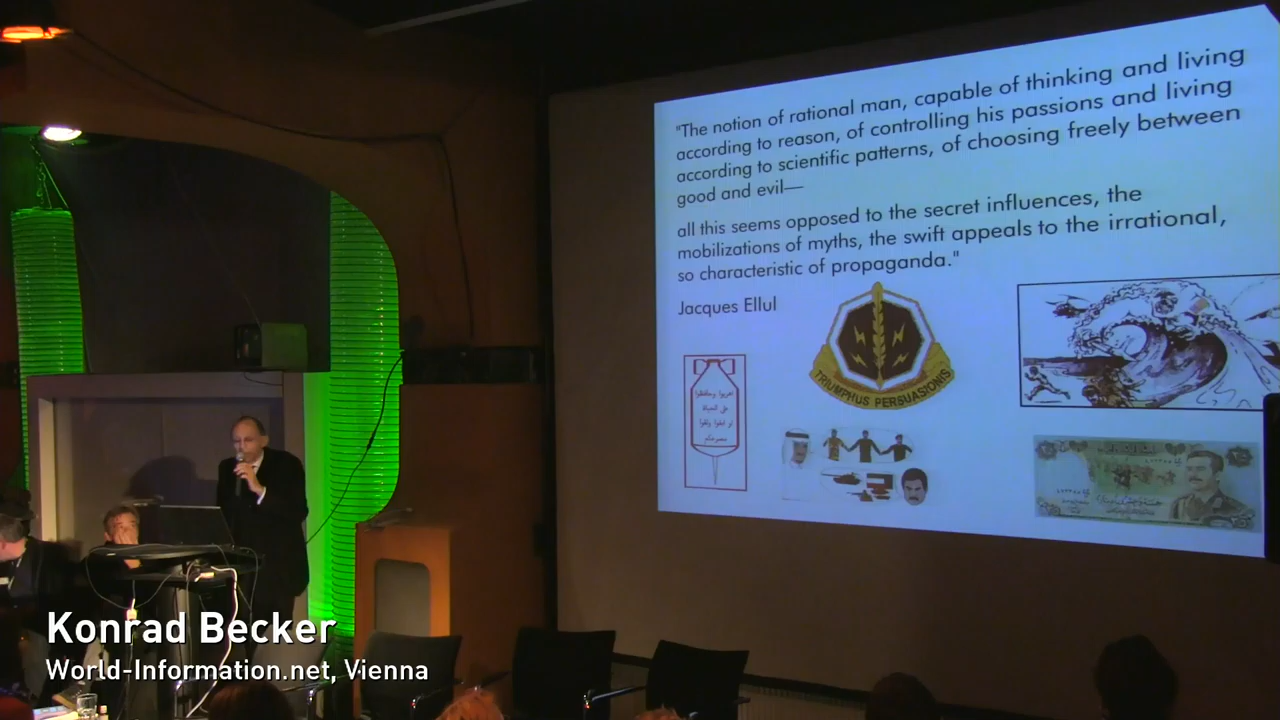 "The notion of rational man, capable of thinking and living
according to reason, of controlling his passions and living
according to scientific patterns, of choosing freely between
good and evil—
all this seems opposed to the secret influences, the
mobilizations of myths, the swift appeals to the irrational,
so characteristic of propaganda."
Jacques Ellul
TRIUMPHUS PERSUASIONIS
Konrad Becker
World-Information.net, Vienna